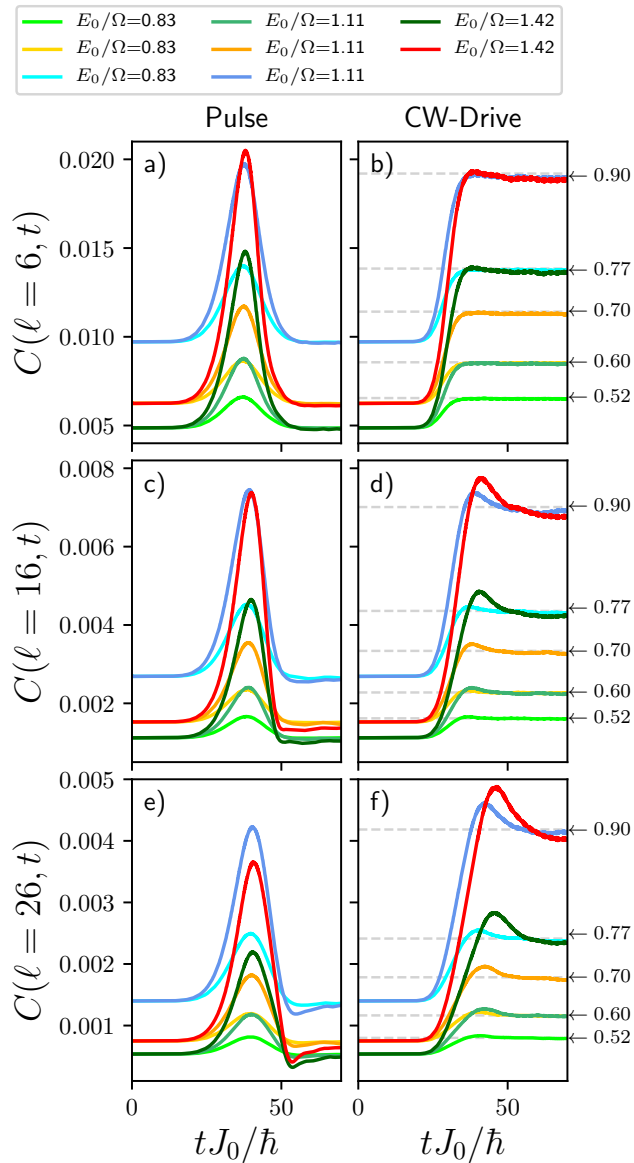 E₀/Ω=0.83 E₀/Ω=1.11 E₀/Ω=1.42
E₀/Ω=0.83 E₀/Ω=1.11 E₀/Ω=1.42
E₀/Ω=0.83 E₀/Ω=1.11
Pulse CW-Drive
a) b)
C(ℓ = 6, t)
0.020
0.015
0.010
0.005
← 0.90
← 0.77
← 0.70
← 0.60
← 0.52
c) d)
C(ℓ = 16, t)
0.008
0.006
0.004
0.002
← 0.90
← 0.77
← 0.70
← 0.60
← 0.52
e) f)
C(ℓ = 26, t)
0.005
0.004
0.003
0.002
0.001
← 0.90
← 0.77
← 0.70
← 0.60
← 0.52
0 50 0 50
tJ₀/ℏ tJ₀/ℏ